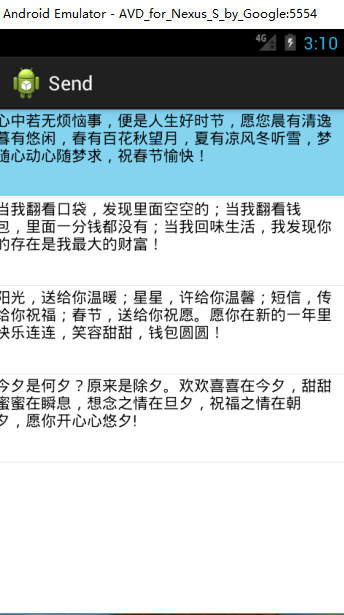 Android Emulator - AVD_for_Nexus_S_by_Google:5554
4G 3:10
Send
心中若无烦恼事，便是人生好时节，愿您晨有清逸
暮有悠闲，春有百花秋望月，夏有凉风冬听雪，梦
随心动心随梦求，祝春节愉快！
当我翻看口袋，发现里面空空的；当我翻看钱
包，里面一分钱都没有；当我回味生活，我发现你
的存在是我最大的财富！
阳光，送给你温暖；星星，许给你温馨；短信，传
给你祝福；春节，送给你祝愿。愿你在新的一年里
快乐连连，笑容甜甜，钱包圆圆！
今夕是何夕？原来是除夕。欢欢喜喜在今夕，甜甜
蜜蜜在瞬息，想念之情在旦夕，祝福之情在朝
夕，愿你开心心悠夕!